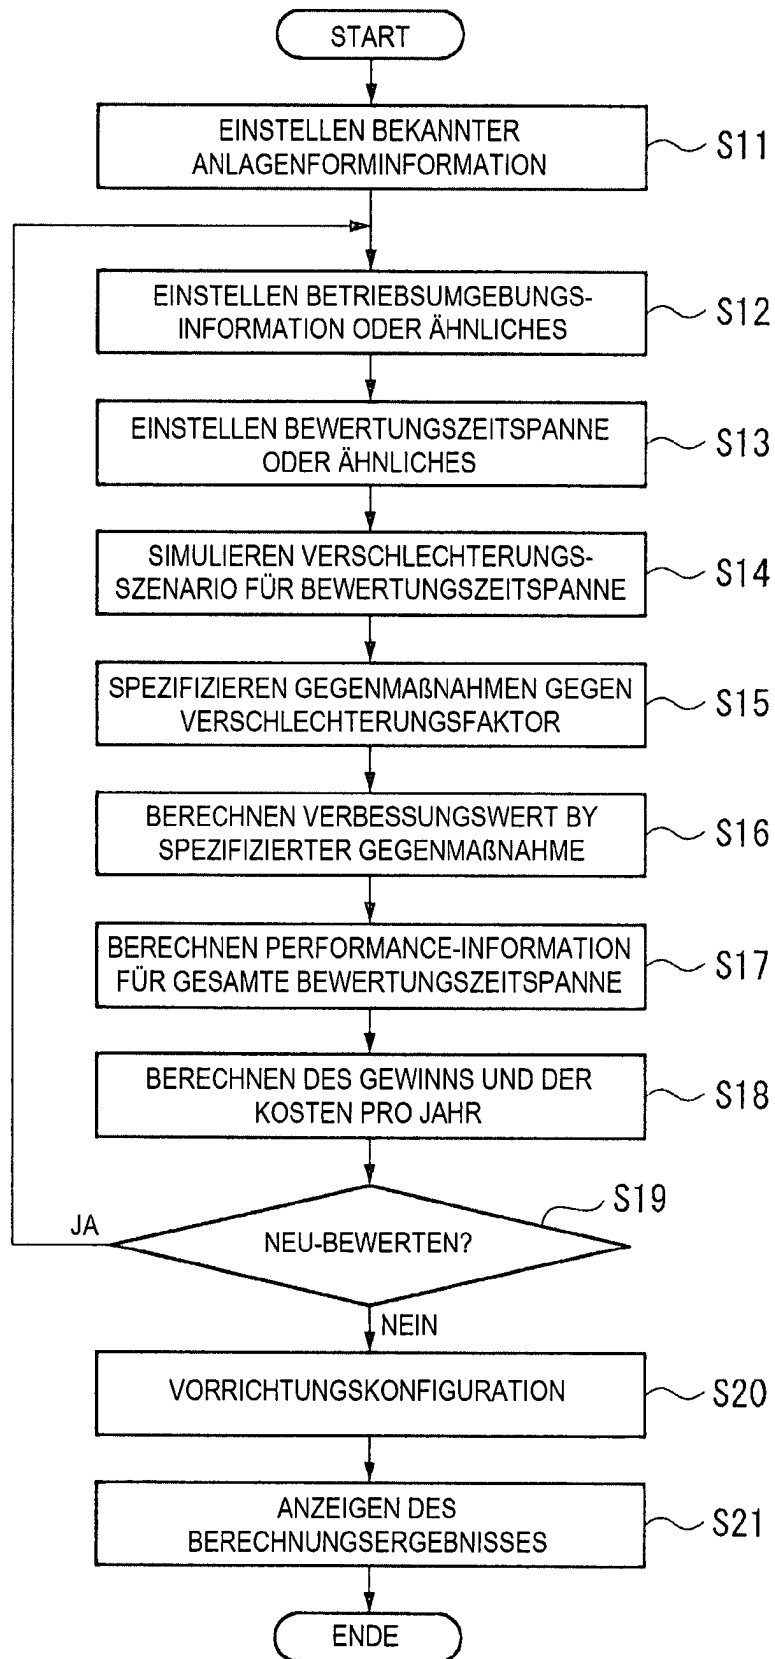 START
EINSTELLEN BEKANNTER
ANLAGENFORMINFORMATION
S11
EINSTELLEN BETRIEBSUMGEBUNGS-
INFORMATION ODER ÄHNLICHES
S12
EINSTELLEN BEWERTUNGSZEITSPANNE
ODER ÄHNLICHES
S13
SIMULIEREN VERSCHLECHTERUNGS-
SZENARIO FÜR BEWERTUNGSZEITSPANNE
S14
SPEZIFIZIEREN GEGENMAßNAHMEN GEGEN
VERSCHLECHTERUNGSFAKTOR
S15
BERECHNEN VERBESSUNGSWERT BY
SPEZIFIZIERTER GEGENMAßNAHME
S16
BERECHNEN PERFORMANCE-INFORMATION
FÜR GESAMTE BEWERTUNGSZEITSPANNE
S17
BERECHNEN DES GEWINNS UND DER
KOSTEN PRO JAHR
S18
S19
JA
NEU-BEWERTEN?
NEIN
VORRICHTUNGSKONFIGURATION
S20
ANZEIGEN DES
BERECHNUNGSERGEBNISSES
S21
ENDE